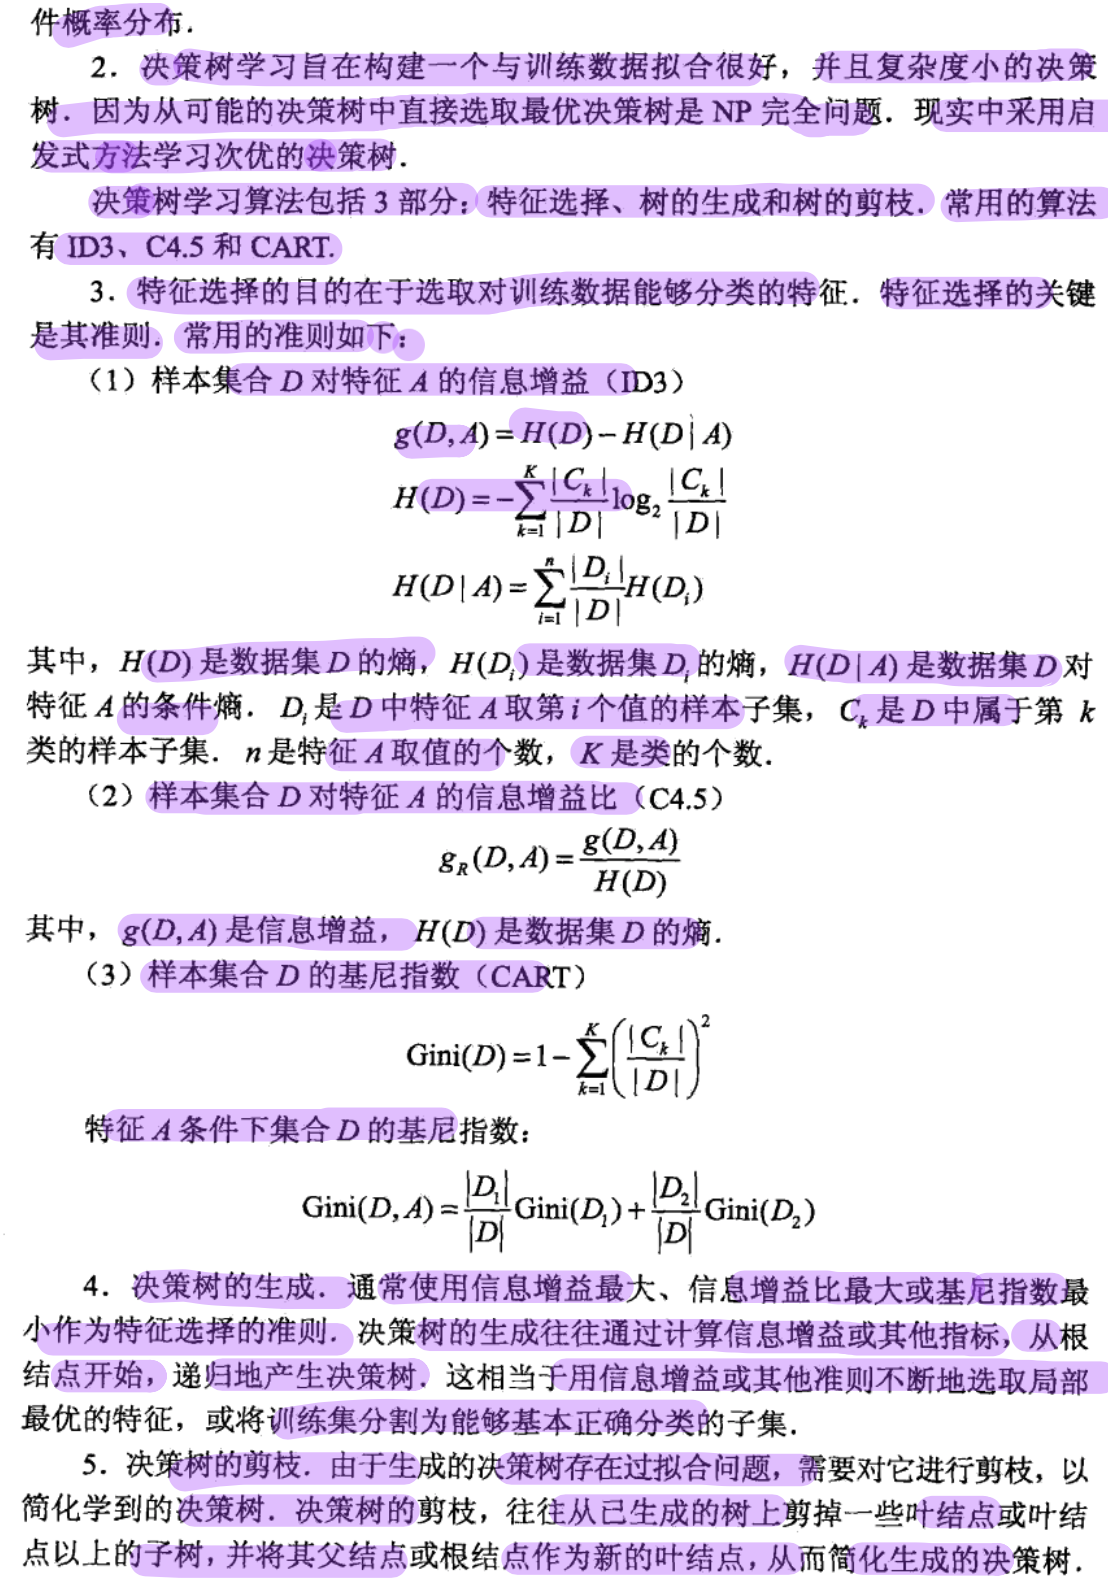 件概率分布.
2. 决策树学习旨在构建一个与训练数据拟合很好，并且复杂度小的决策
树. 因为从可能的决策树中直接选取最优决策树是 NP 完全问题. 现实中采用启
发式方法学习次优的决策树.
决策树学习算法包括 3 部分：特征选择、树的生成和树的剪枝. 常用的算法
有 ID3、C4.5 和 CART.
3. 特征选择的目的在于选取对训练数据能够分类的特征. 特征选择的关键
是其准则. 常用的准则如下：
（1）样本集合 D 对特征 A 的信息增益（ID3）
g(D, A) = H(D) − H(D | A)
H(D) = −∑_{k=1}^{K} |C_k|/|D| log₂ |C_k|/|D|
H(D | A) = ∑_{i=1}^{n} |D_i|/|D| H(D_i)
其中，H(D) 是数据集 D 的熵，H(D_i) 是数据集 D_i 的熵，H(D | A) 是数据集 D 对
特征 A 的条件熵. D_i 是 D 中特征 A 取第 i 个值的样本子集，C_k 是 D 中属于第 k
类的样本子集. n 是特征 A 取值的个数，K 是类的个数.
（2）样本集合 D 对特征 A 的信息增益比（C4.5）
g_R(D, A) = g(D, A)/H(D)
其中，g(D, A) 是信息增益，H(D) 是数据集 D 的熵.
（3）样本集合 D 的基尼指数（CART）
Gini(D) = 1 − ∑_{k=1}^{K} (|C_k|/|D|)²
特征 A 条件下集合 D 的基尼指数：
Gini(D, A) = |D₁|/|D| Gini(D₁) + |D₂|/|D| Gini(D₂)
4. 决策树的生成. 通常使用信息增益最大、信息增益比最大或基尼指数最
小作为特征选择的准则. 决策树的生成往往通过计算信息增益或其他指标，从根
结点开始，递归地产生决策树. 这相当于用信息增益或其他准则不断地选取局部
最优的特征，或将训练集分割为能够基本正确分类的子集.
5. 决策树的剪枝. 由于生成的决策树存在过拟合问题，需要对它进行剪枝，以
简化学到的决策树. 决策树的剪枝，往往从已生成的树上剪掉一些叶结点或叶结
点以上的子树，并将其父结点或根结点作为新的叶结点，从而简化生成的决策树.